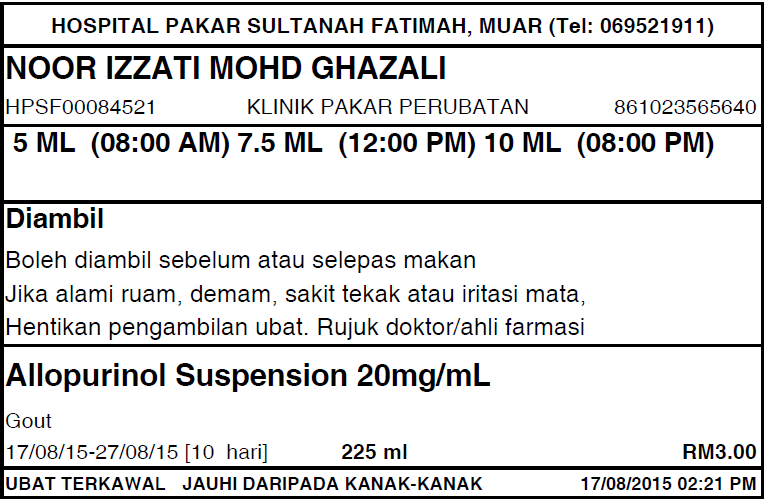 HOSPITAL PAKAR SULTANAH FATIMAH, MUAR (Tel: 069521911)
NOOR IZZATI MOHD GHAZALI
HPSF00084521 KLINIK PAKAR PERUBATAN 861023565640
5 ML (08:00 AM) 7.5 ML (12:00 PM) 10 ML (08:00 PM)
Diambil
Boleh diambil sebelum atau selepas makan
Jika alami ruam, demam, sakit tekak atau iritasi mata,
Hentikan pengambilan ubat. Rujuk doktor/ahli farmasi
Allopurinol Suspension 20mg/mL
Gout
17/08/15-27/08/15 [10 hari] 225 ml RM3.00
UBAT TERKAWAL JAUHI DARIPADA KANAK-KANAK 17/08/2015 02:21 PM